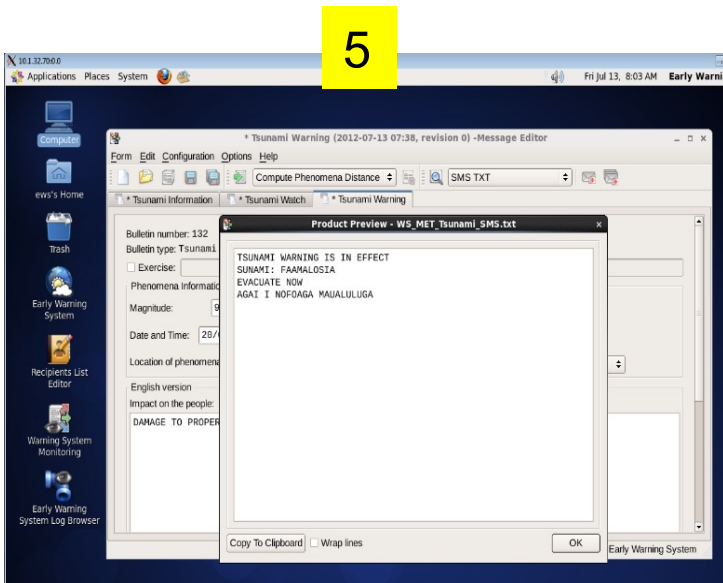 5
10.1.32.70:0.0
Applications Places System Fri Jul 13, 8:03 AM Early Warni
Computer
ews's Home
Trash
Early Warning
System
Recipients List
Editor
Warning System
Monitoring
Early Warning
System Log Browser
* Tsunami Warning (2012-07-13 07:38, revision 0) -Message Editor
Form Edit Configuration Options Help
Compute Phenomena Distance SMS TXT
* Tsunami Information * Tsunami Watch * Tsunami Warning
Bulletin number: 132
Bulletin type: Tsunami
Exercise:
Phenomena Informatio
Magnitude: 9
Date and Time: 20/
Location of phenomena
English version
Impact on the people:
DAMAGE TO PROPER
Product Preview - WS_MET_Tsunami_SMS.txt
TSUNAMI WARNING IS IN EFFECT
SUNAMI: FAAMALOSIA
EVACUATE NOW
AGAI I NOFOAGA MAUALULUGA
Copy To Clipboard Wrap lines OK
Early Warning System